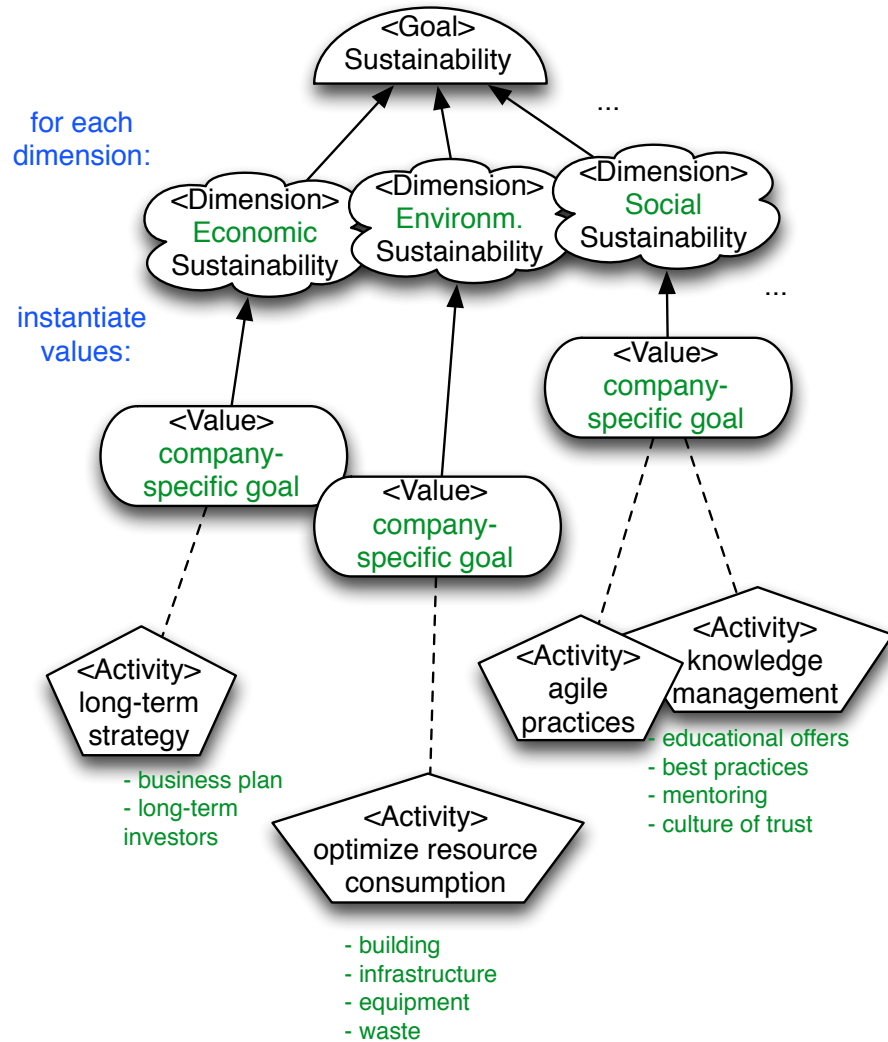 <Goal>
Sustainability
...
for each
dimension:
<Dimension>
Economic
Sustainability
<Dimension>
Environm.
Sustainability
<Dimension>
Social
Sustainability
...
instantiate
values:
<Value>
company-
specific goal
<Value>
company-
specific goal
<Value>
company-
specific goal
<Activity>
long-term
strategy
- business plan
- long-term
investors
<Activity>
optimize resource
consumption
- building
- infrastructure
- equipment
- waste
<Activity>
agile
practices
<Activity>
knowledge
management
- educational offers
- best practices
- mentoring
- culture of trust